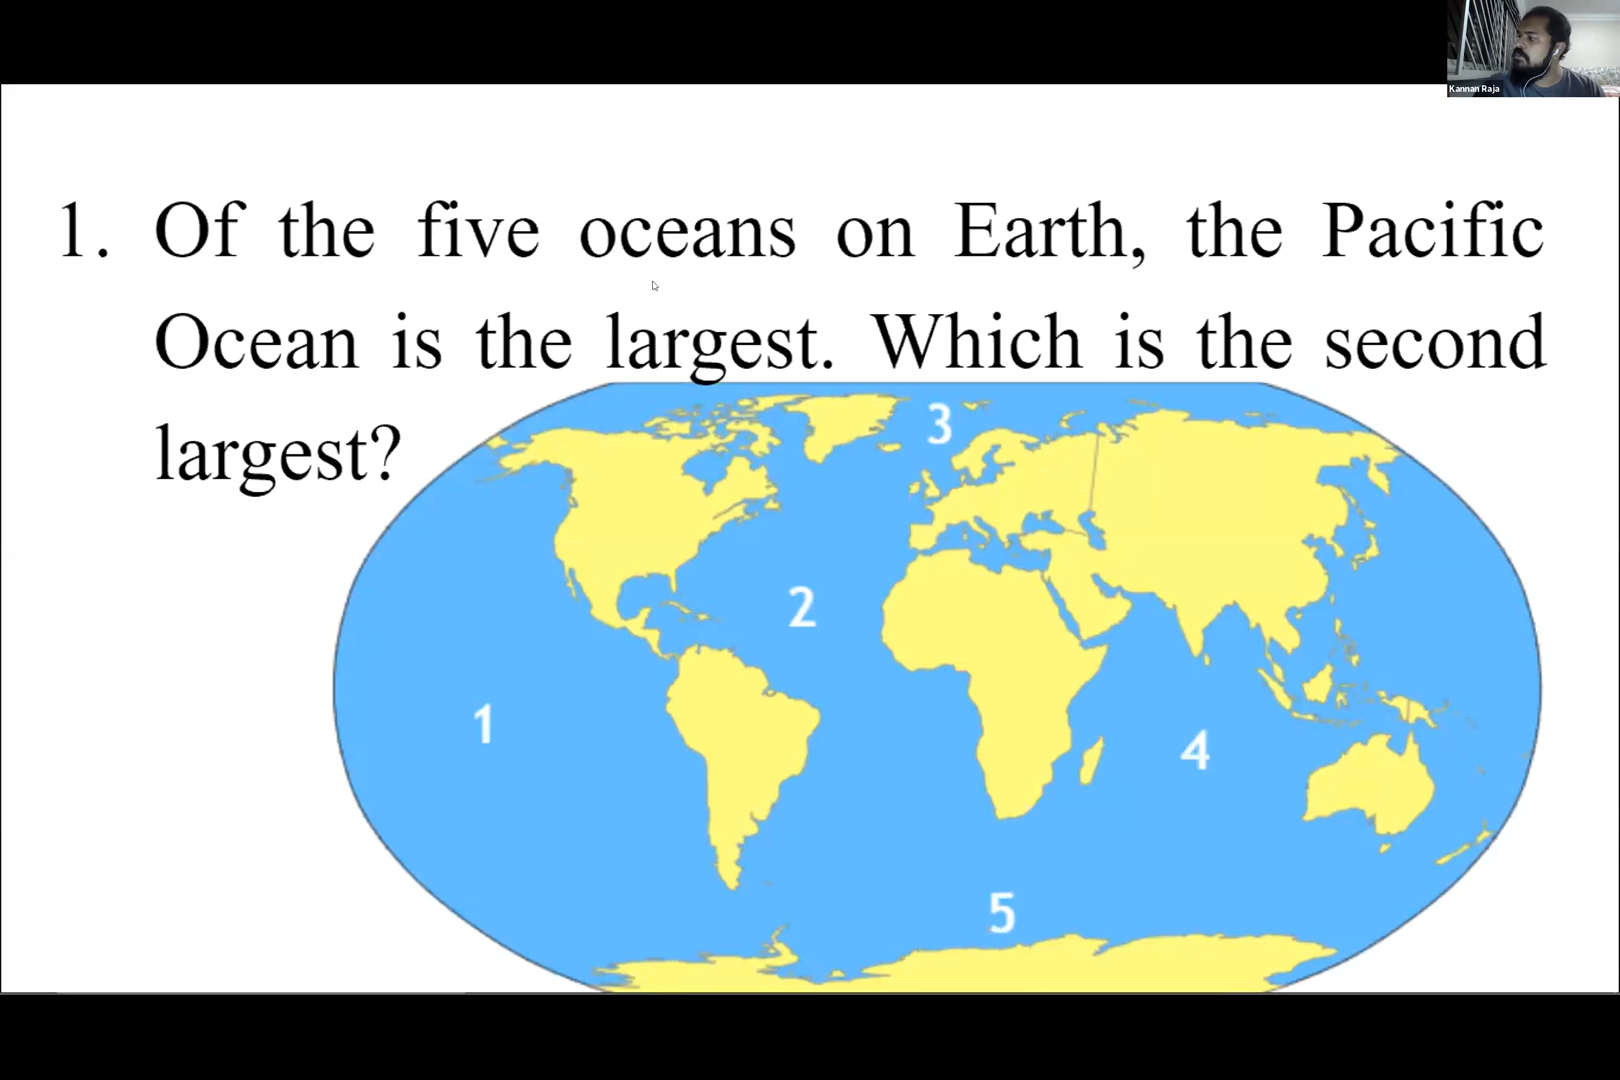 Kannan Raja
1. Of the five oceans on Earth, the Pacific
Ocean is the largest. Which is the second
largest?
3
2
1
4
5